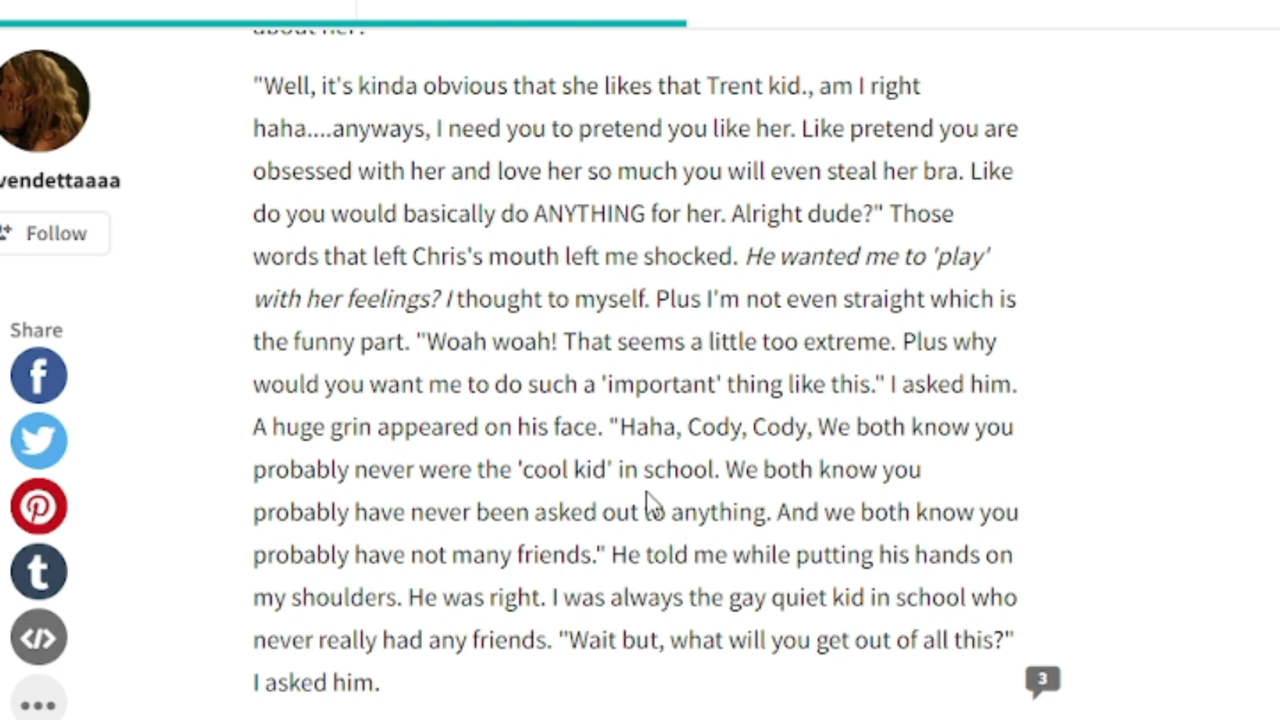 about her?
"Well, it's kinda obvious that she likes that Trent kid., am I right
haha....anyways, I need you to pretend you like her. Like pretend you are
obsessed with her and love her so much you will even steal her bra. Like
do you would basically do ANYTHING for her. Alright dude?" Those
words that left Chris's mouth left me shocked. He wanted me to 'play'
with her feelings? I thought to myself. Plus I'm not even straight which is
the funny part. "Woah woah! That seems a little too extreme. Plus why
would you want me to do such a 'important' thing like this." I asked him.
A huge grin appeared on his face. "Haha, Cody, Cody, We both know you
probably never were the 'cool kid' in school. We both know you
probably have never been asked out to anything. And we both know you
probably have not many friends." He told me while putting his hands on
my shoulders. He was right. I was always the gay quiet kid in school who
never really had any friends. "Wait but, what will you get out of all this?"
I asked him.
3
vendettaaaa
Follow
Share